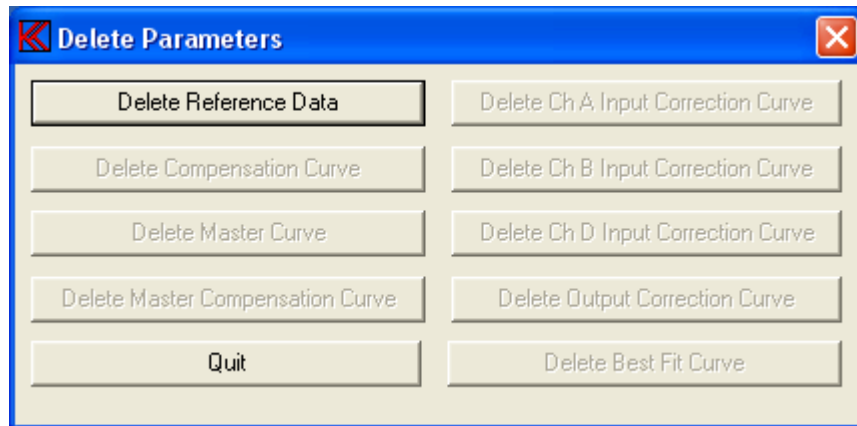 Delete Parameters
Delete Reference Data
Delete Ch A Input Correction Curve
Delete Compensation Curve
Delete Ch B Input Correction Curve
Delete Master Curve
Delete Ch D Input Correction Curve
Delete Master Compensation Curve
Delete Output Correction Curve
Quit
Delete Best Fit Curve